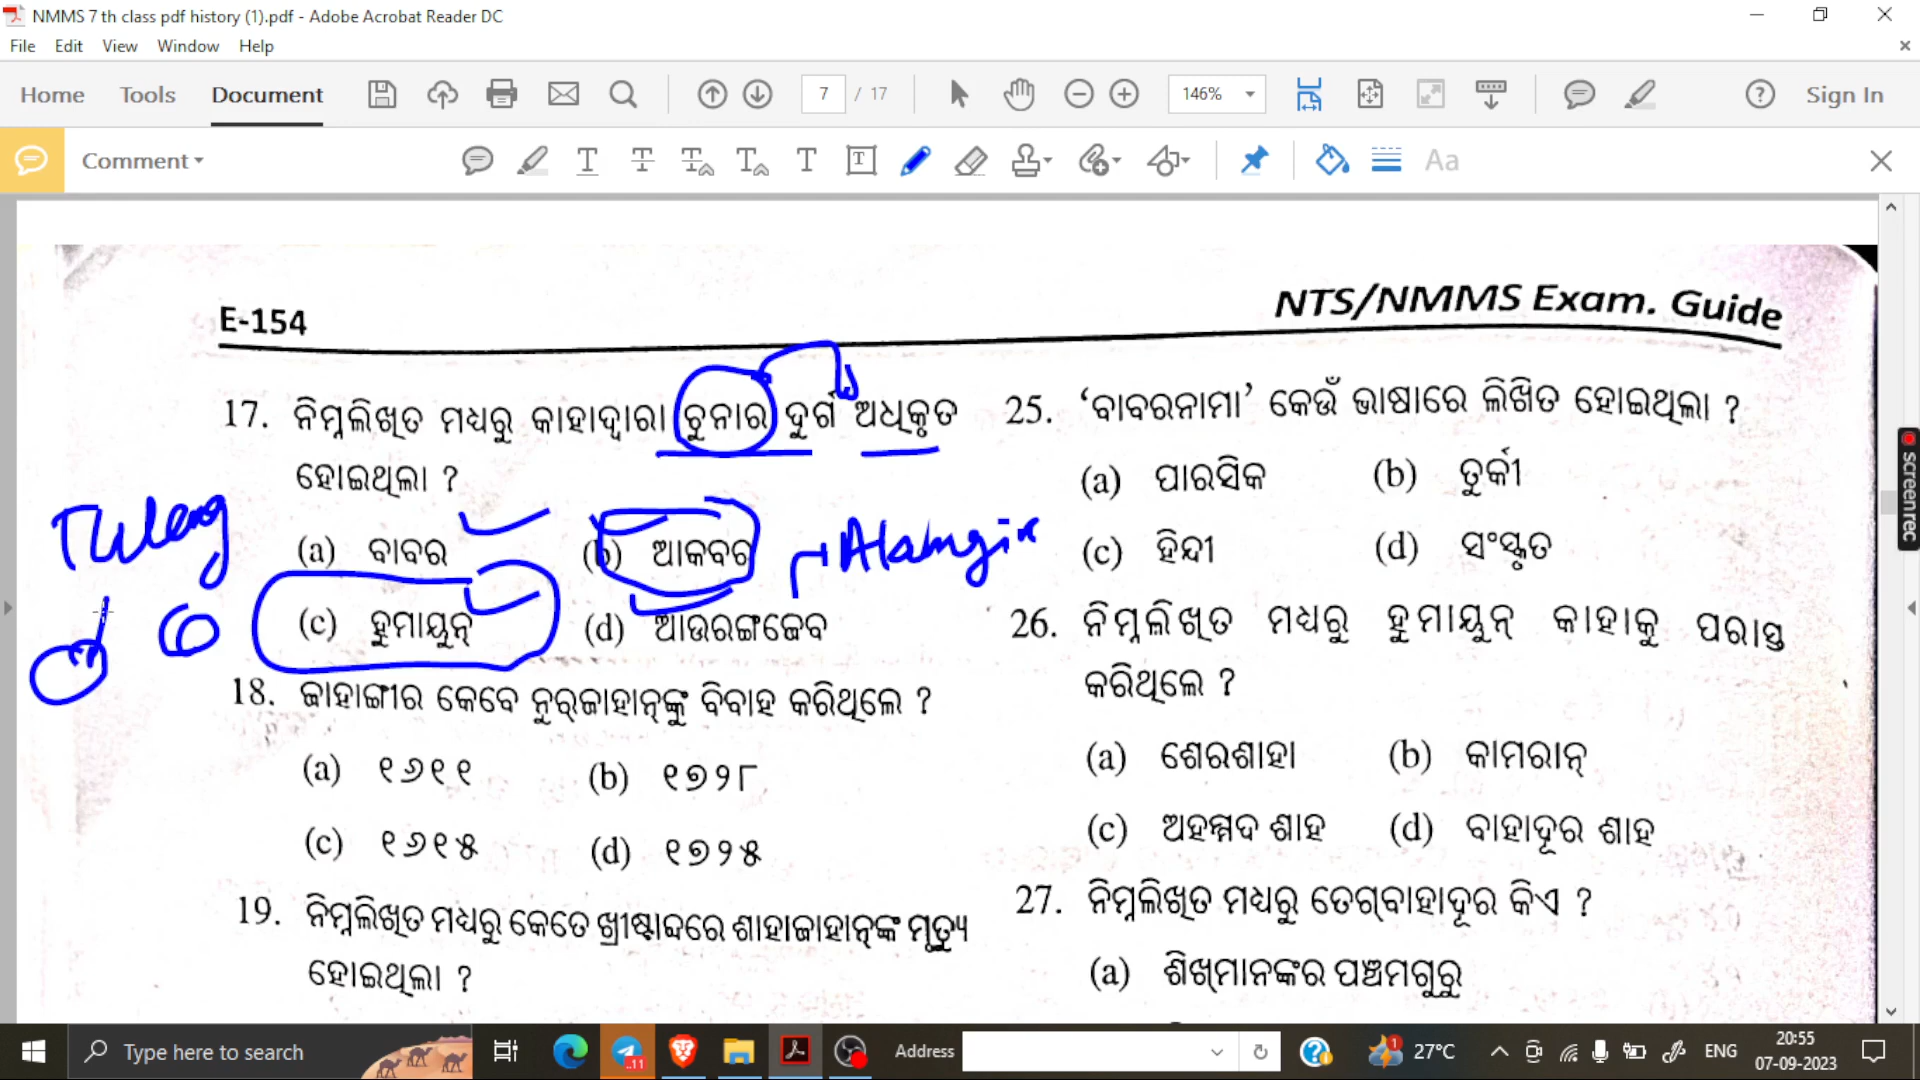 NMMS 7 th class pdf history (1).pdf - Adobe Acrobat Reader DC
File Edit View Window Help
Home Tools Document 7 / 17 146% Sign In
Comment
E-154
NTS/NMMS Exam. Guide
17. ନିମ୍ନଲିଖିତ ମଧ୍ୟରୁ କାହାଦ୍ୱାରା ଚୁନାର ଦୁର୍ଗ ଅଧିକୃତ
ହୋଇଥିଲା ?
(a) ବାବର (b) ଆକବର
(c) ହୁମାୟୁନ୍ (d) ଆଉରଙ୍ଗଜେବ
18. ଜାହାଙ୍ଗୀର କେବେ ନୁର୍‌ଜାହାନ୍‌ଙ୍କୁ ବିବାହ କରିଥିଲେ ?
(a) ୧୬୧୧ (b) ୧୭୨୮
(c) ୧୬୧୫ (d) ୧୭୨୫
19. ନିମ୍ନଲିଖିତ ମଧ୍ୟରୁ କେତେ ଖ୍ରୀଷ୍ଟାବ୍ଦରେ ଶାହାଜାହାନ୍‌ଙ୍କ ମୃତ୍ୟୁ
ହୋଇଥିଲା ?
25. ‘ବାବରନାମା’ କେଉଁ ଭାଷାରେ ଲିଖିତ ହୋଇଥିଲା ?
(a) ପାରସିକ (b) ତୁର୍କୀ
(c) ହିନ୍ଦୀ (d) ସଂସ୍କୃତ
26. ନିମ୍ନଲିଖିତ ମଧ୍ୟରୁ ହୁମାୟୁନ୍ କାହାକୁ ପରାସ୍ତ
କରିଥିଲେ ?
(a) ଶେରଶାହା (b) କାମରାନ୍
(c) ଅହମ୍ମଦ ଶାହ (d) ବାହାଦୂର ଶାହ
27. ନିମ୍ନଲିଖିତ ମଧ୍ୟରୁ ତେଗ୍‌ବାହାଦୂର କିଏ ?
(a) ଶିଖ୍‌ମାନଙ୍କର ପଞ୍ଚମଗୁରୁ
screenrec
Type here to search Address 27°C ENG 20:55
07-09-2023